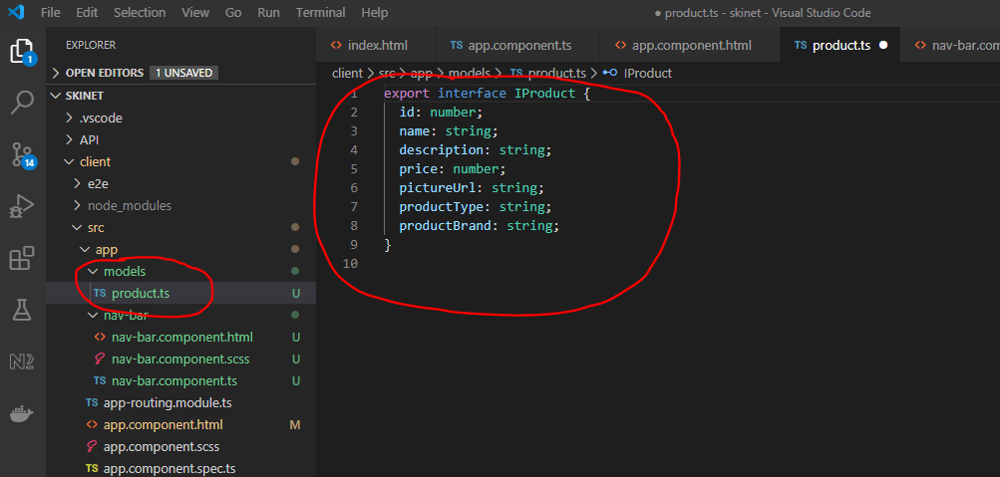 File Edit Selection View Go Run Terminal Help ● product.ts - skinet - Visual Studio Code
EXPLORER
index.html TS app.component.ts app.component.html TS product.ts ● nav-bar.com
1
OPEN EDITORS 1 UNSAVED
client > src > app > models > TS product.ts > IProduct
SKINET
.vscode
API
14
client
e2e
node_modules
src
app
models
TS product.ts U
nav-bar
nav-bar.component.html U
nav-bar.component.scss U
TS nav-bar.component.ts U
TS app-routing.module.ts
app.component.html M
app.component.scss
TS app.component.spec.ts
1 export interface IProduct {
2 id: number;
3 name: string;
4 description: string;
5 price: number;
6 pictureUrl: string;
7 productType: string;
8 productBrand: string;
9 }
10